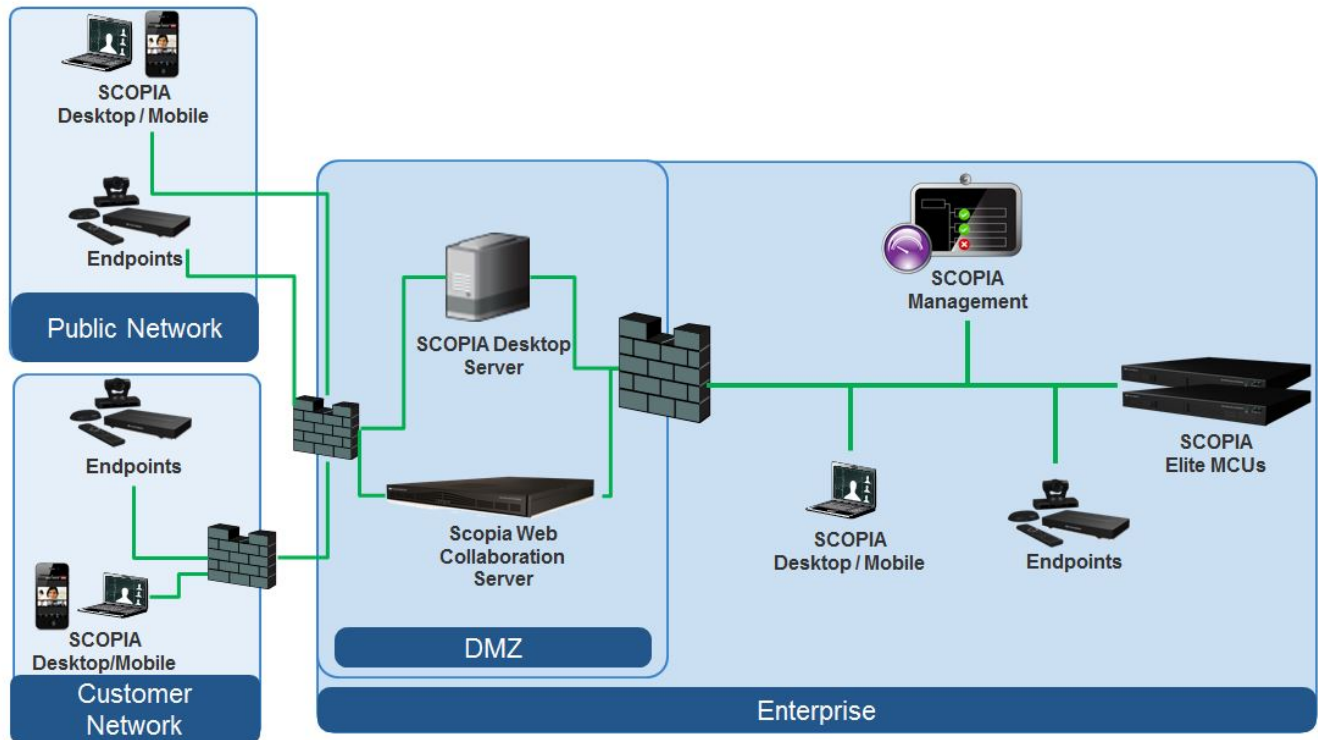 SCOPIA
Desktop / Mobile
Endpoints
Public Network
Endpoints
SCOPIA
Desktop/Mobile
Customer
Network
SCOPIA Desktop
Server
Scopia Web
Collaboration
Server
DMZ
SCOPIA
Management
SCOPIA
Elite MCUs
SCOPIA
Desktop / Mobile
Endpoints
Enterprise